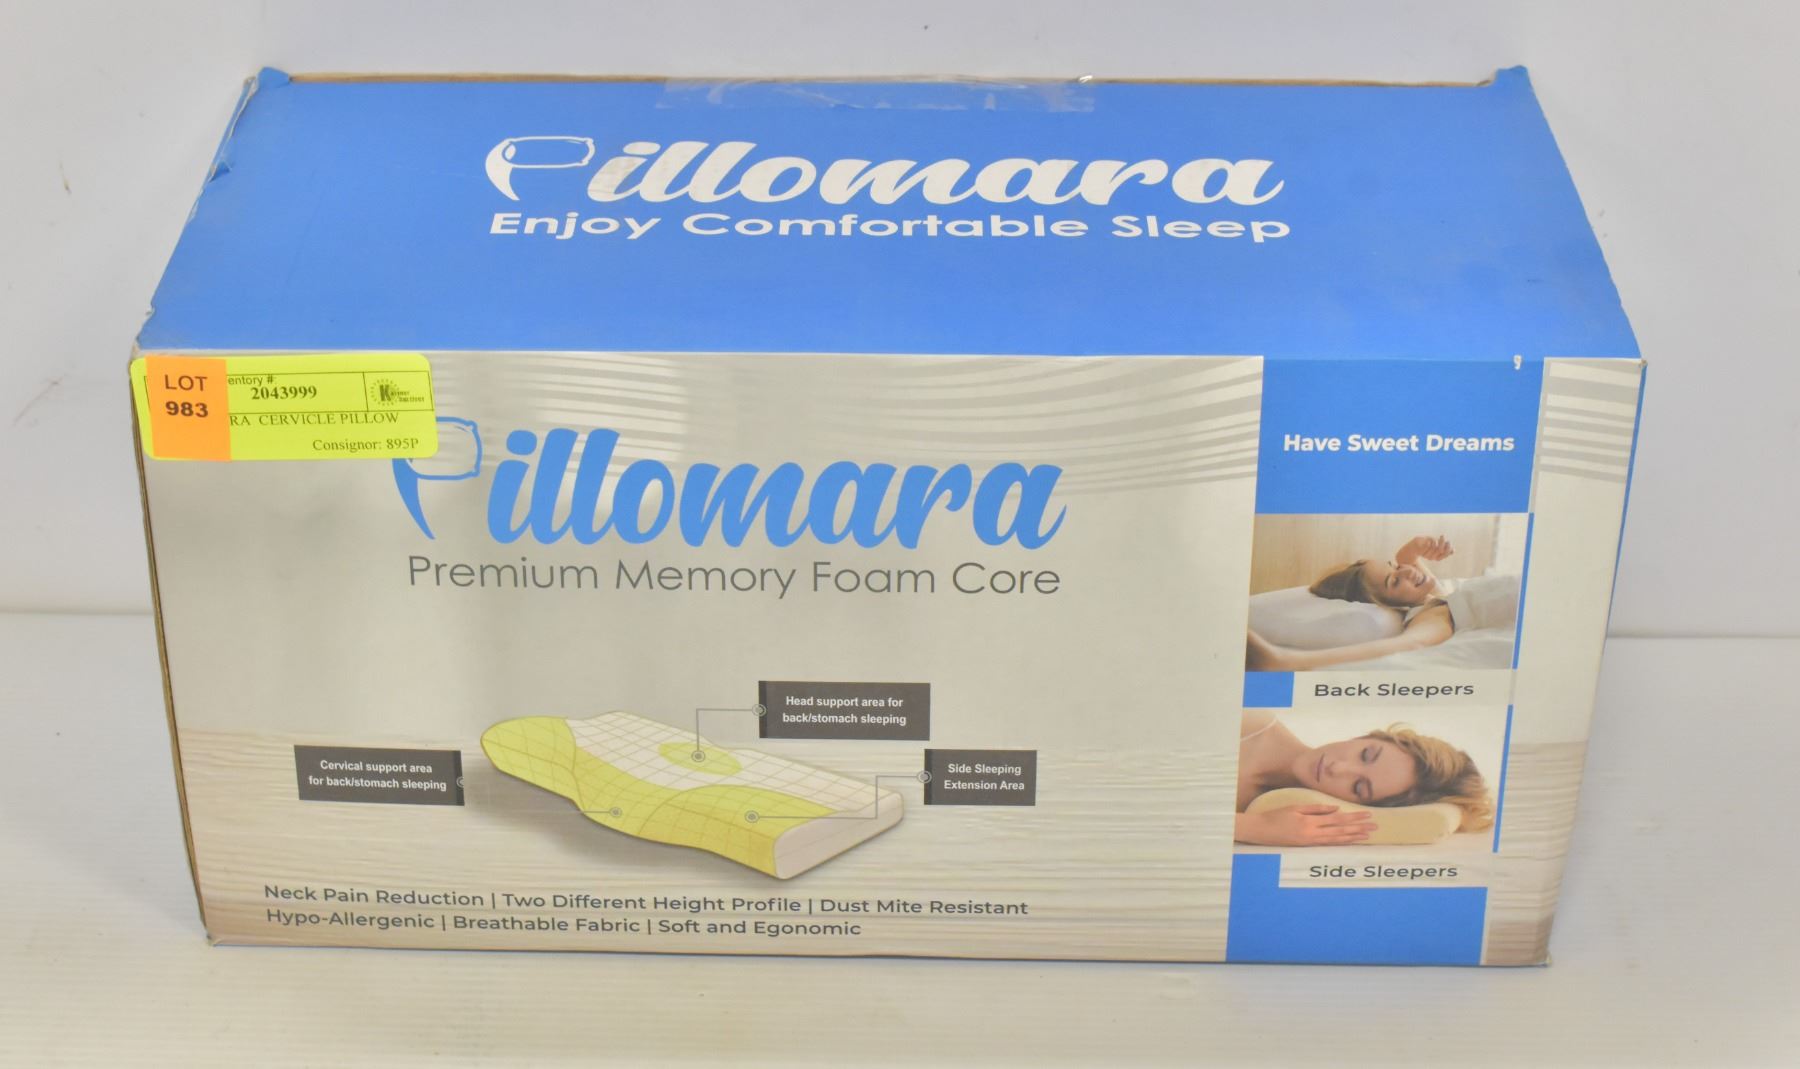 Pillomara
Enjoy Comfortable Sleep
LOT
983
entory #:
2043999
RA CERVICLE PILLOW
Consignor: 895P
Pillomara
Premium Memory Foam Core
Head support area for
back/stomach sleeping
Cervical support area
for back/stomach sleeping
Side Sleeping
Extension Area
Neck Pain Reduction | Two Different Height Profile | Dust Mite Resistant
Hypo-Allergenic | Breathable Fabric | Soft and Egonomic
Have Sweet Dreams
Back Sleepers
Side Sleepers